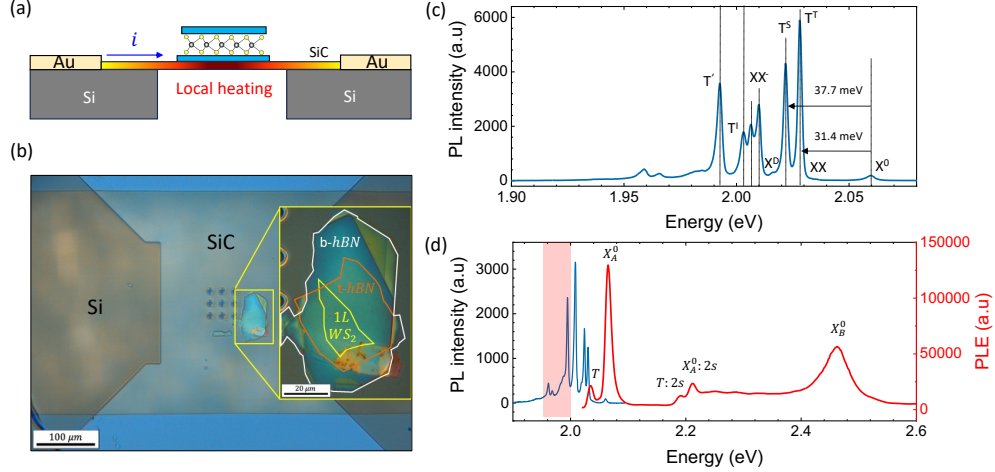 (a)
i
SiC
Au
Au
Si
Local heating
Si
(b)
SiC
Si
b-hBN
t-hBN
1L
WS₂
20 μm
100 μm
(c)
PL intensity (a.u)
6000
4000
2000
0
T′
T^I
XX⁻
X^D
T^S
T^T
37.7 meV
31.4 meV
XX
X⁰
1.90
1.95
2.00
2.05
Energy (eV)
(d)
PL intensity (a.u)
3000
2000
1000
0
T
X_A^0
T:2s
X_A^0:2s
X_B^0
150000
100000
50000
0
PLE (a.u)
2.0
2.2
2.4
2.6
Energy (eV)